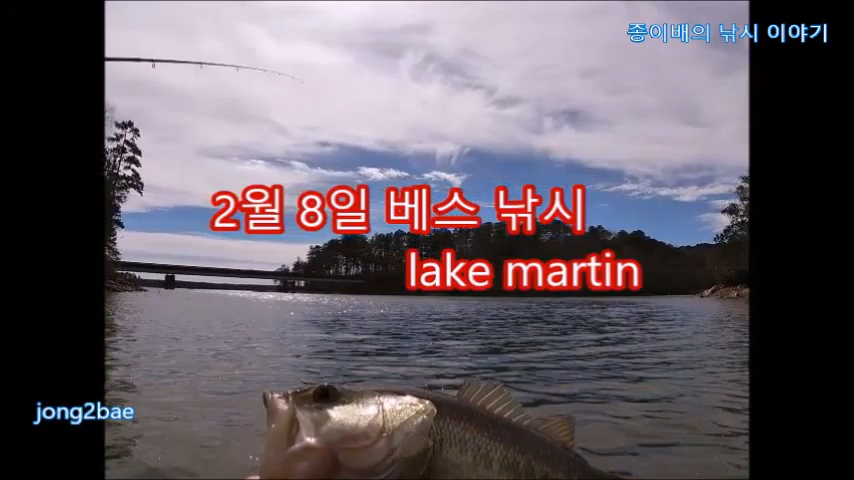 종이배의 낚시 이야기
2월 8일 베스 낚시
lake martin
jong2bae